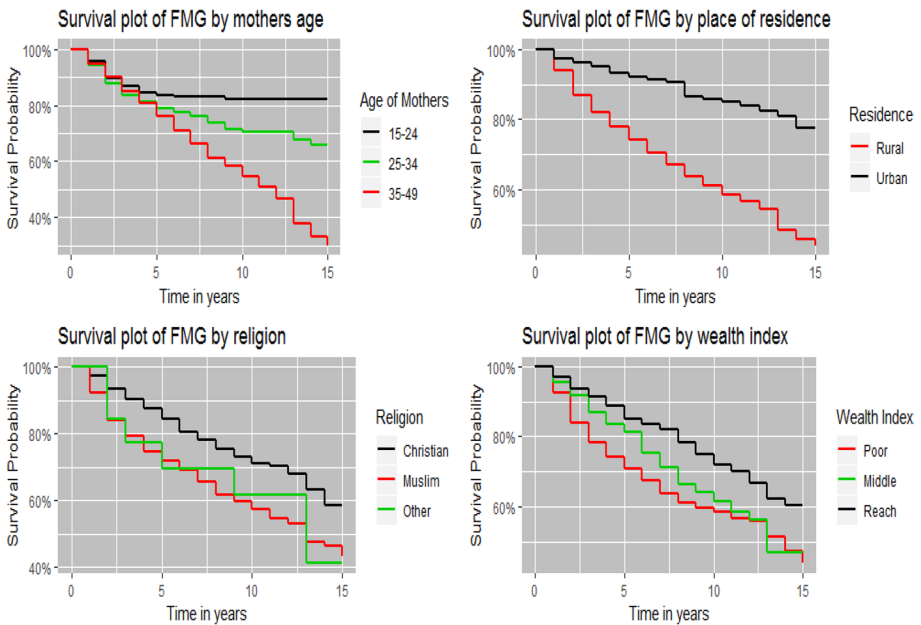 Survival plot of FMG by mothers age
Survival Probability
100%
80%
60%
40%
0
5
10
15
Time in years
Age of Mothers
15-24
25-34
35-49
Survival plot of FMG by place of residence
Survival Probability
100%
80%
60%
0
5
10
15
Time in years
Residence
Rural
Urban
Survival plot of FMG by religion
Survival Probability
100%
80%
60%
40%
0
5
10
15
Time in years
Religion
Christian
Muslim
Other
Survival plot of FMG by wealth index
Survival Probability
100%
80%
60%
0
5
10
15
Time in years
Wealth Index
Poor
Middle
Reach